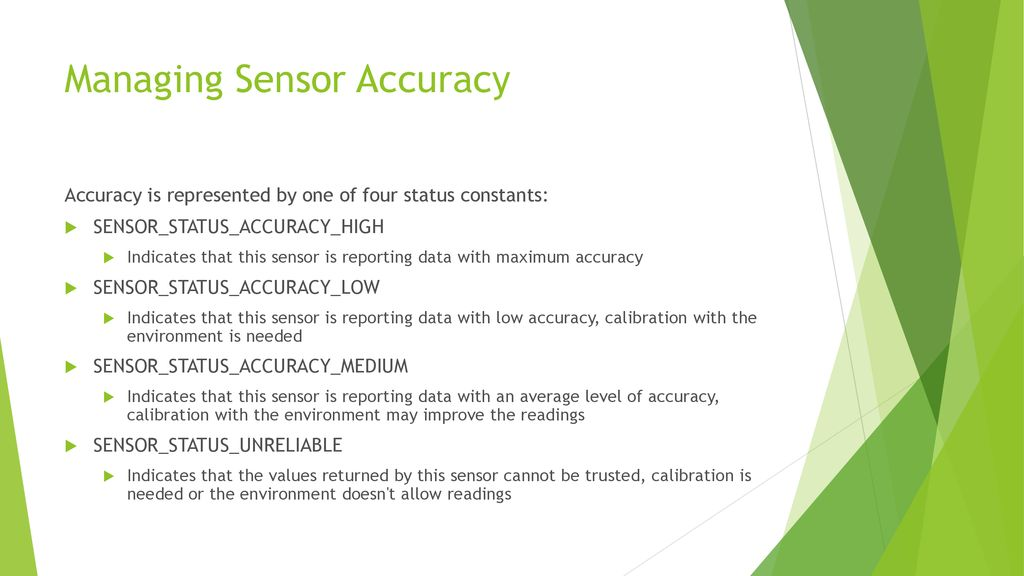 Managing Sensor Accuracy
Accuracy is represented by one of four status constants:
SENSOR_STATUS_ACCURACY_HIGH
Indicates that this sensor is reporting data with maximum accuracy
SENSOR_STATUS_ACCURACY_LOW
Indicates that this sensor is reporting data with low accuracy, calibration with the
environment is needed
SENSOR_STATUS_ACCURACY_MEDIUM
Indicates that this sensor is reporting data with an average level of accuracy,
calibration with the environment may improve the readings
SENSOR_STATUS_UNRELIABLE
Indicates that the values returned by this sensor cannot be trusted, calibration is
needed or the environment doesn't allow readings